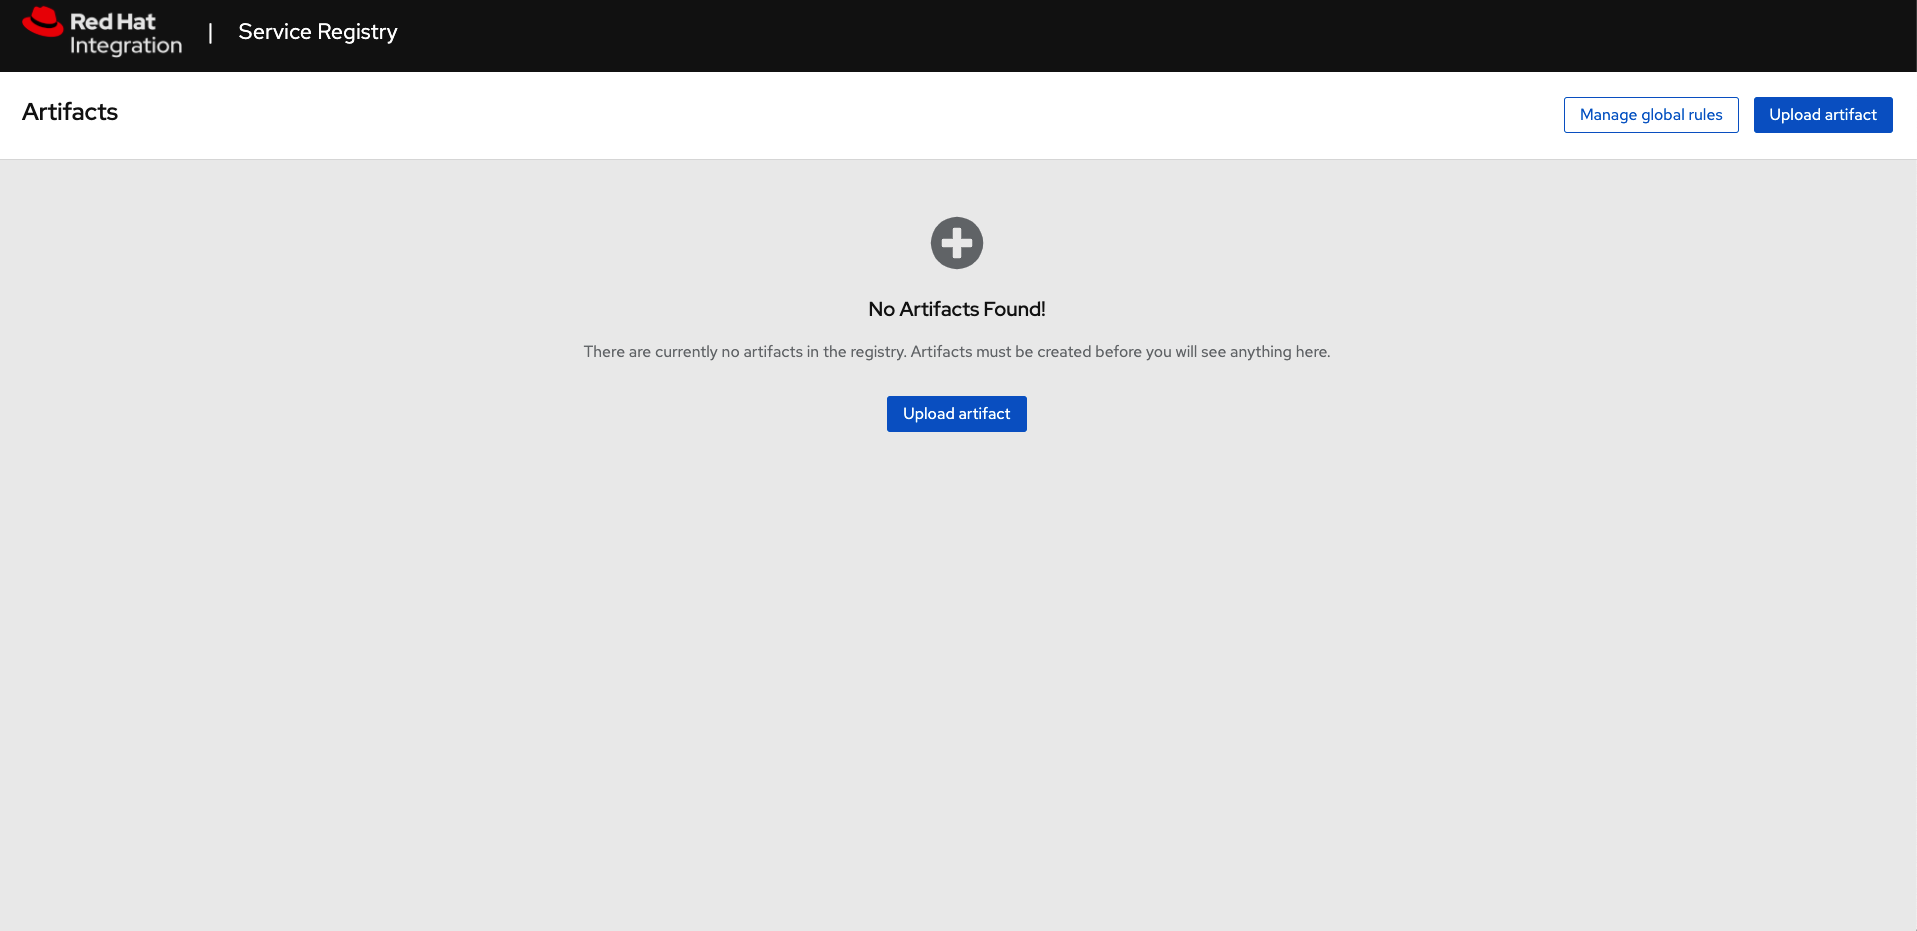 Red Hat
Integration
| Service Registry
Artifacts
Manage global rules
Upload artifact
No Artifacts Found!
There are currently no artifacts in the registry. Artifacts must be created before you will see anything here.
Upload artifact